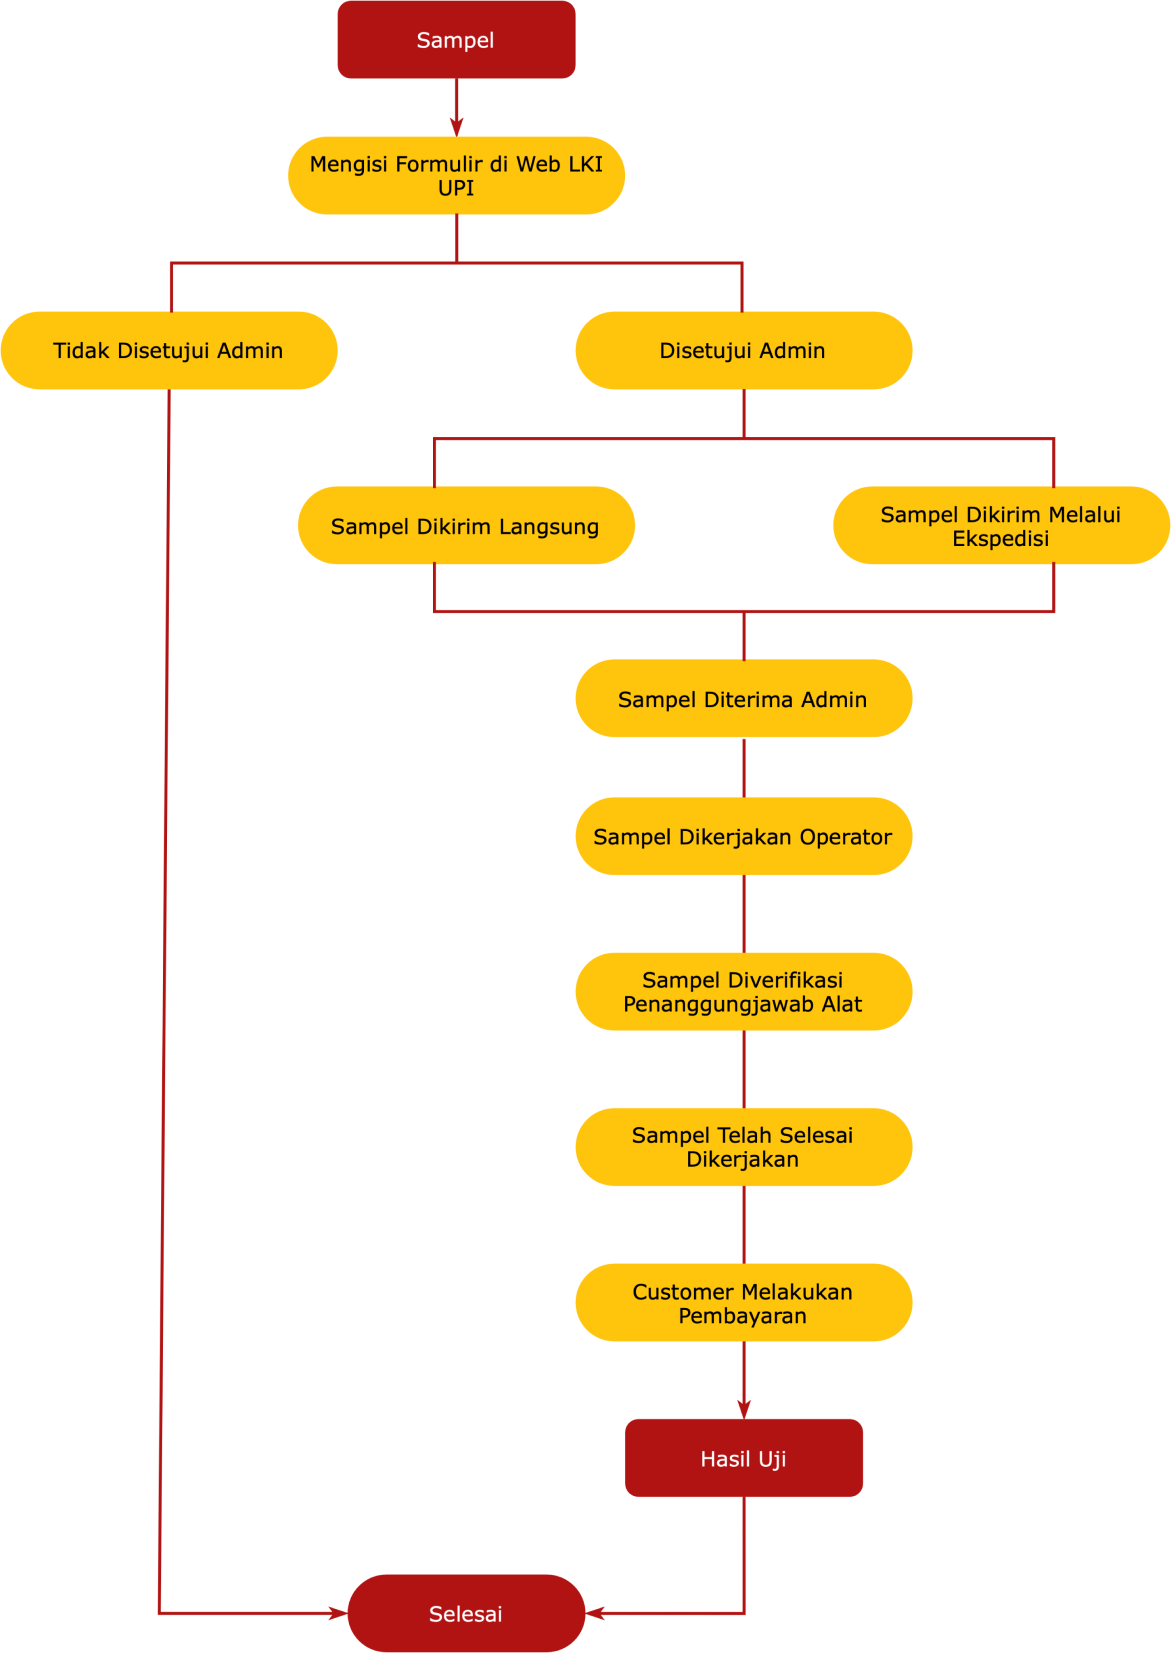 Sampel
Mengisi Formulir di Web LKI
UPI
Tidak Disetujui Admin
Disetujui Admin
Sampel Dikirim Langsung
Sampel Dikirim Melalui
Ekspedisi
Sampel Diterima Admin
Sampel Dikerjakan Operator
Sampel Diverifikasi
Penanggungjawab Alat
Sampel Telah Selesai
Dikerjakan
Customer Melakukan
Pembayaran
Hasil Uji
Selesai